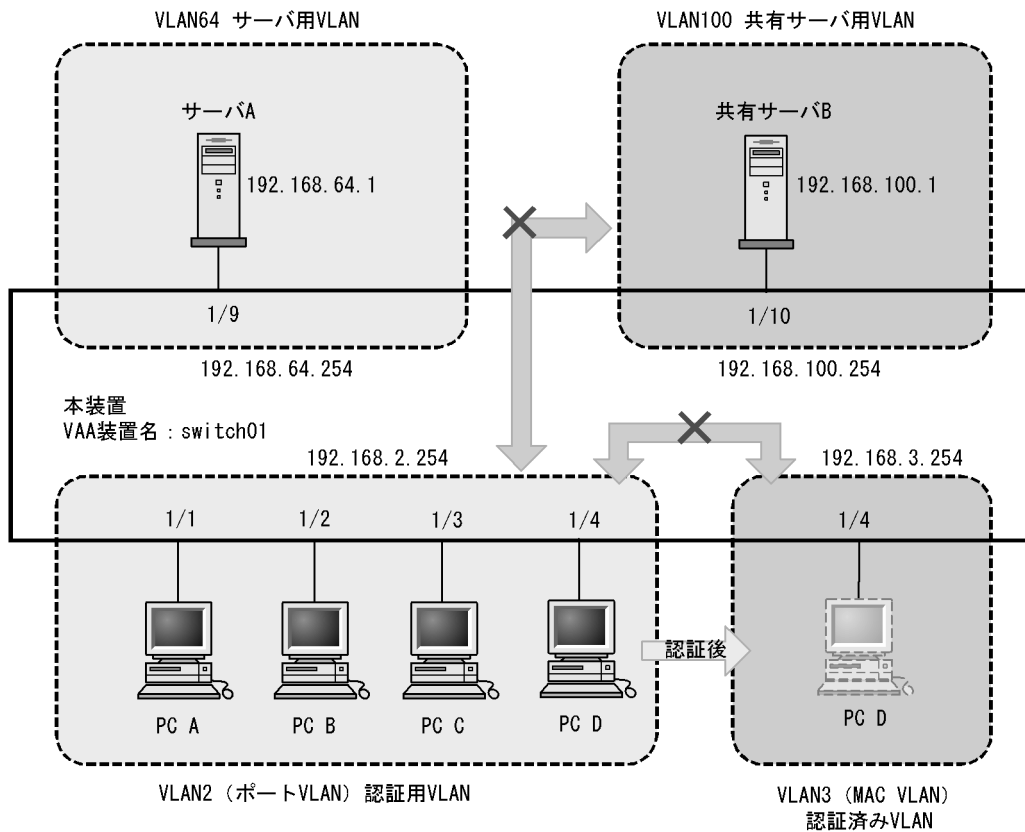 VLAN64 サーバ用VLAN
VLAN100 共有サーバ用VLAN
サーバA
共有サーバB
192.168.64.1
192.168.100.1
1/9
1/10
192.168.64.254
192.168.100.254
本装置
VAA装置名：switch01
192.168.2.254
192.168.3.254
1/1
1/2
1/3
1/4
1/4
認証後
PC A
PC B
PC C
PC D
PC D
VLAN2（ポートVLAN）認証用VLAN
VLAN3（MAC VLAN）
認証済みVLAN